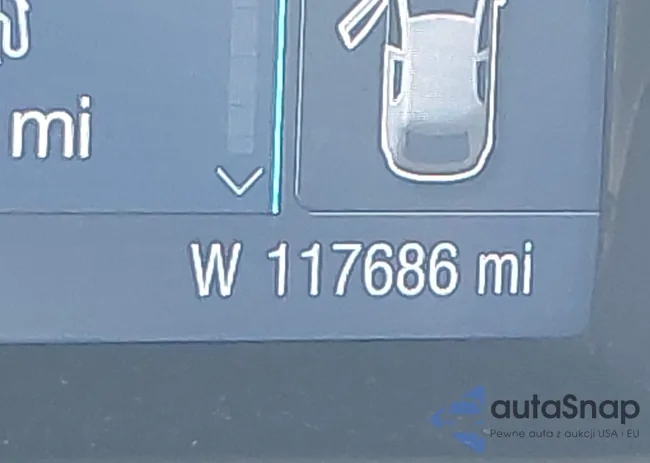 mi
W 117686 mi
autaSnap
Pewne auta z aukcji USA i EU